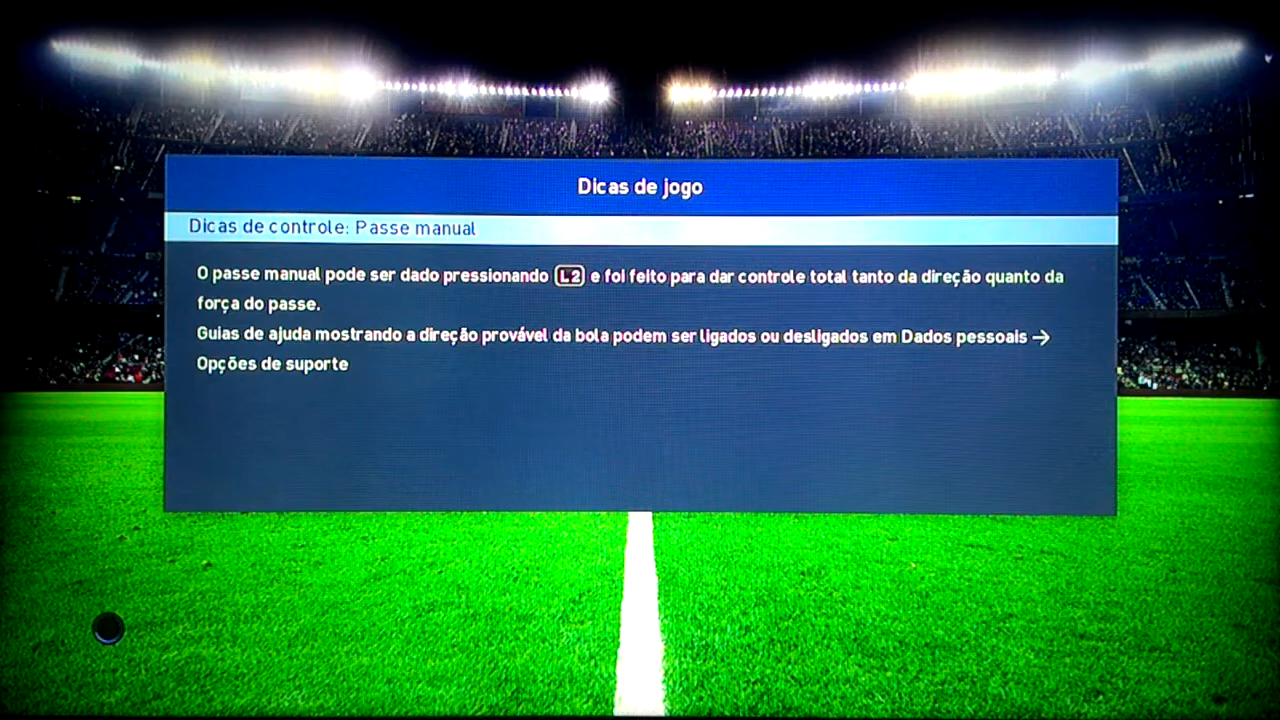 Dicas de jogo
Dicas de controle: Passe manual
O passe manual pode ser dado pressionando L2 e foi feito para dar controle total tanto da direção quanto da
força do passe.
Guias de ajuda mostrando a direção provável da bola podem ser ligados ou desligados em Dados pessoais →
Opções de suporte